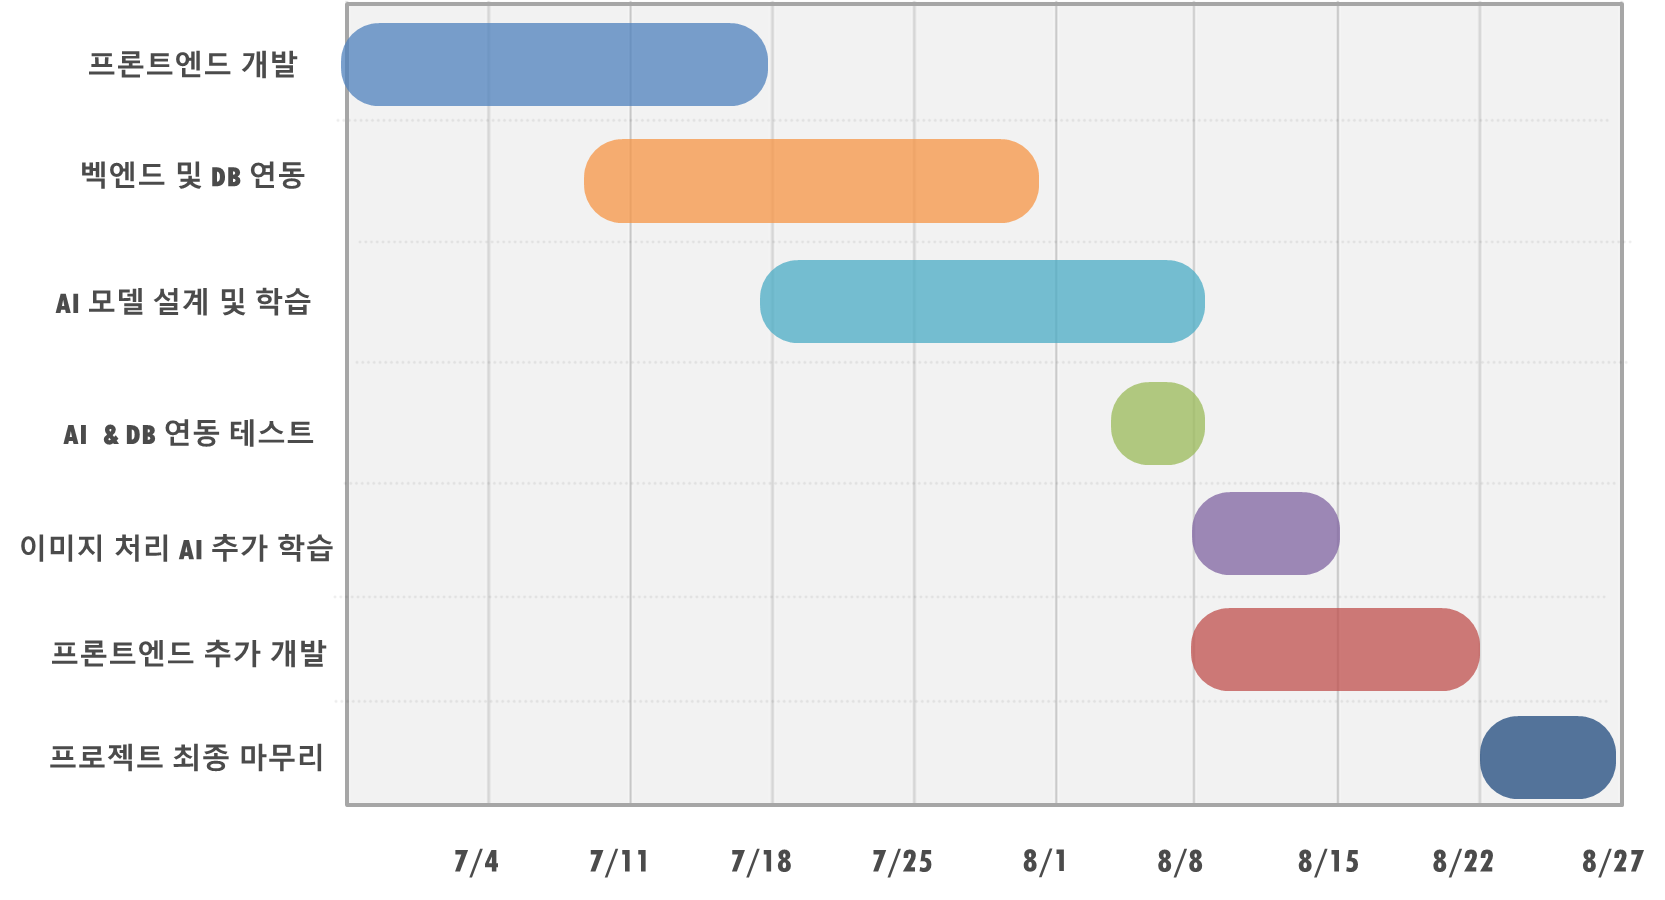 프론트엔드 개발
벡엔드 및 DB 연동
AI 모델 설계 및 학습
AI & DB 연동 테스트
이미지 처리 AI 추가 학습
프론트엔드 추가 개발
프로젝트 최종 마무리
7/4 7/11 7/18 7/25 8/1 8/8 8/15 8/22 8/27